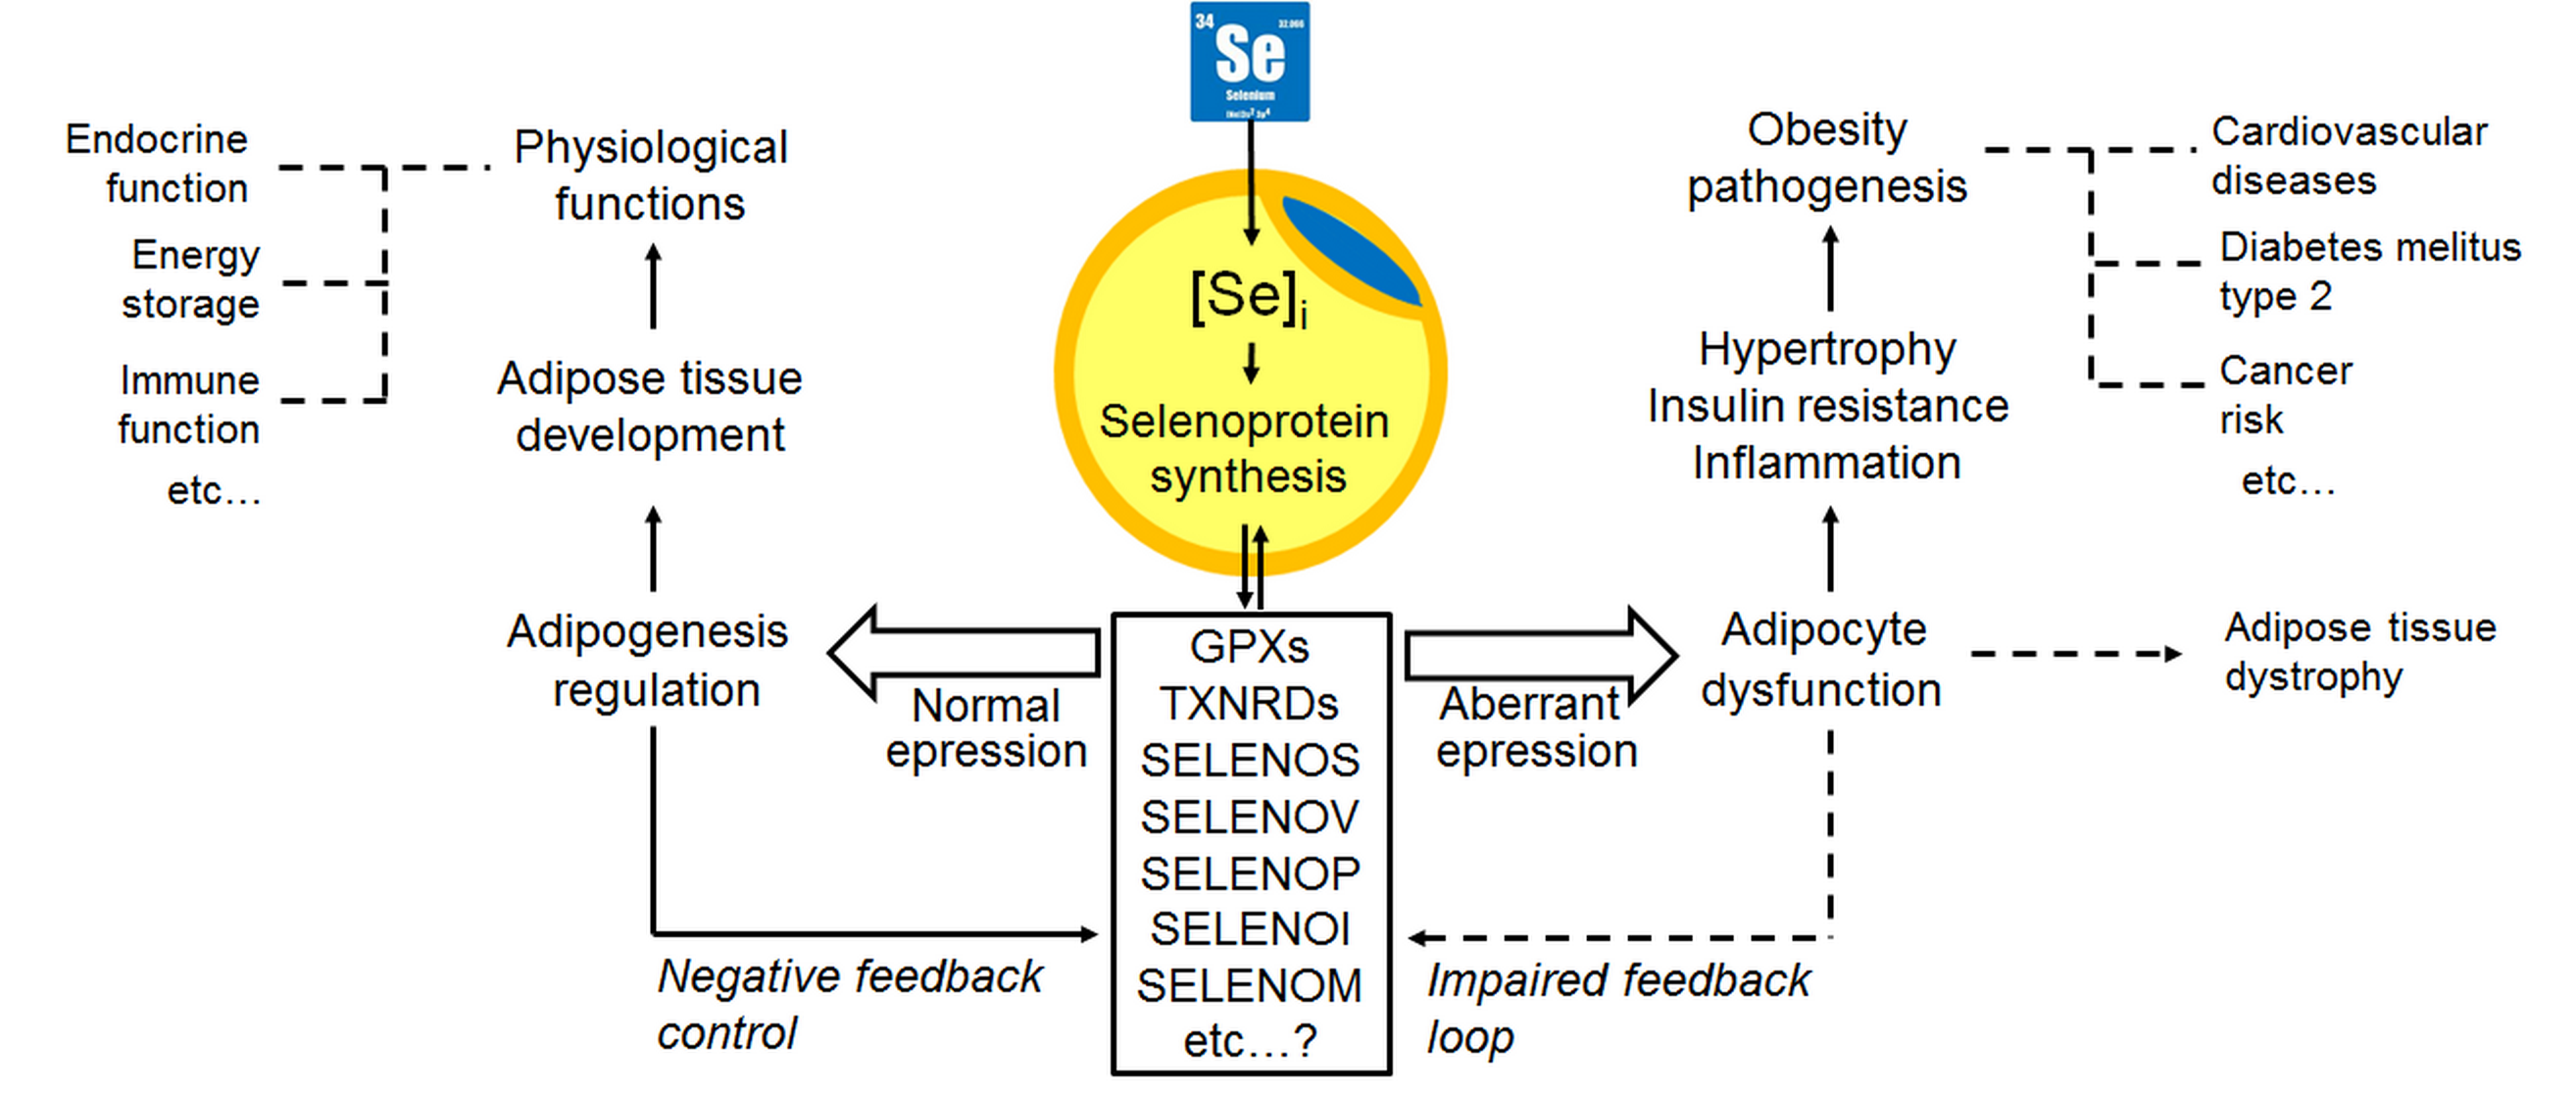 34
32.066
Se
Selenium
Endocrine
function
Energy
storage
Immune
function
etc...
Physiological
functions
Adipose tissue
development
Adipogenesis
regulation
[Se]i
Selenoprotein
synthesis
Normal
epression
Negative feedback
control
GPXs
TXNRDs
SELENOS
SELENOV
SELENOP
SELENOI
SELENOM
etc...?
Aberrant
epression
Impaired feedback
loop
Obesity
pathogenesis
Hypertrophy
Insulin resistance
Inflammation
Adipocyte
dysfunction
Cardiovascular
diseases
Diabetes melitus
type 2
Cancer
risk
etc...
Adipose tissue
dystrophy